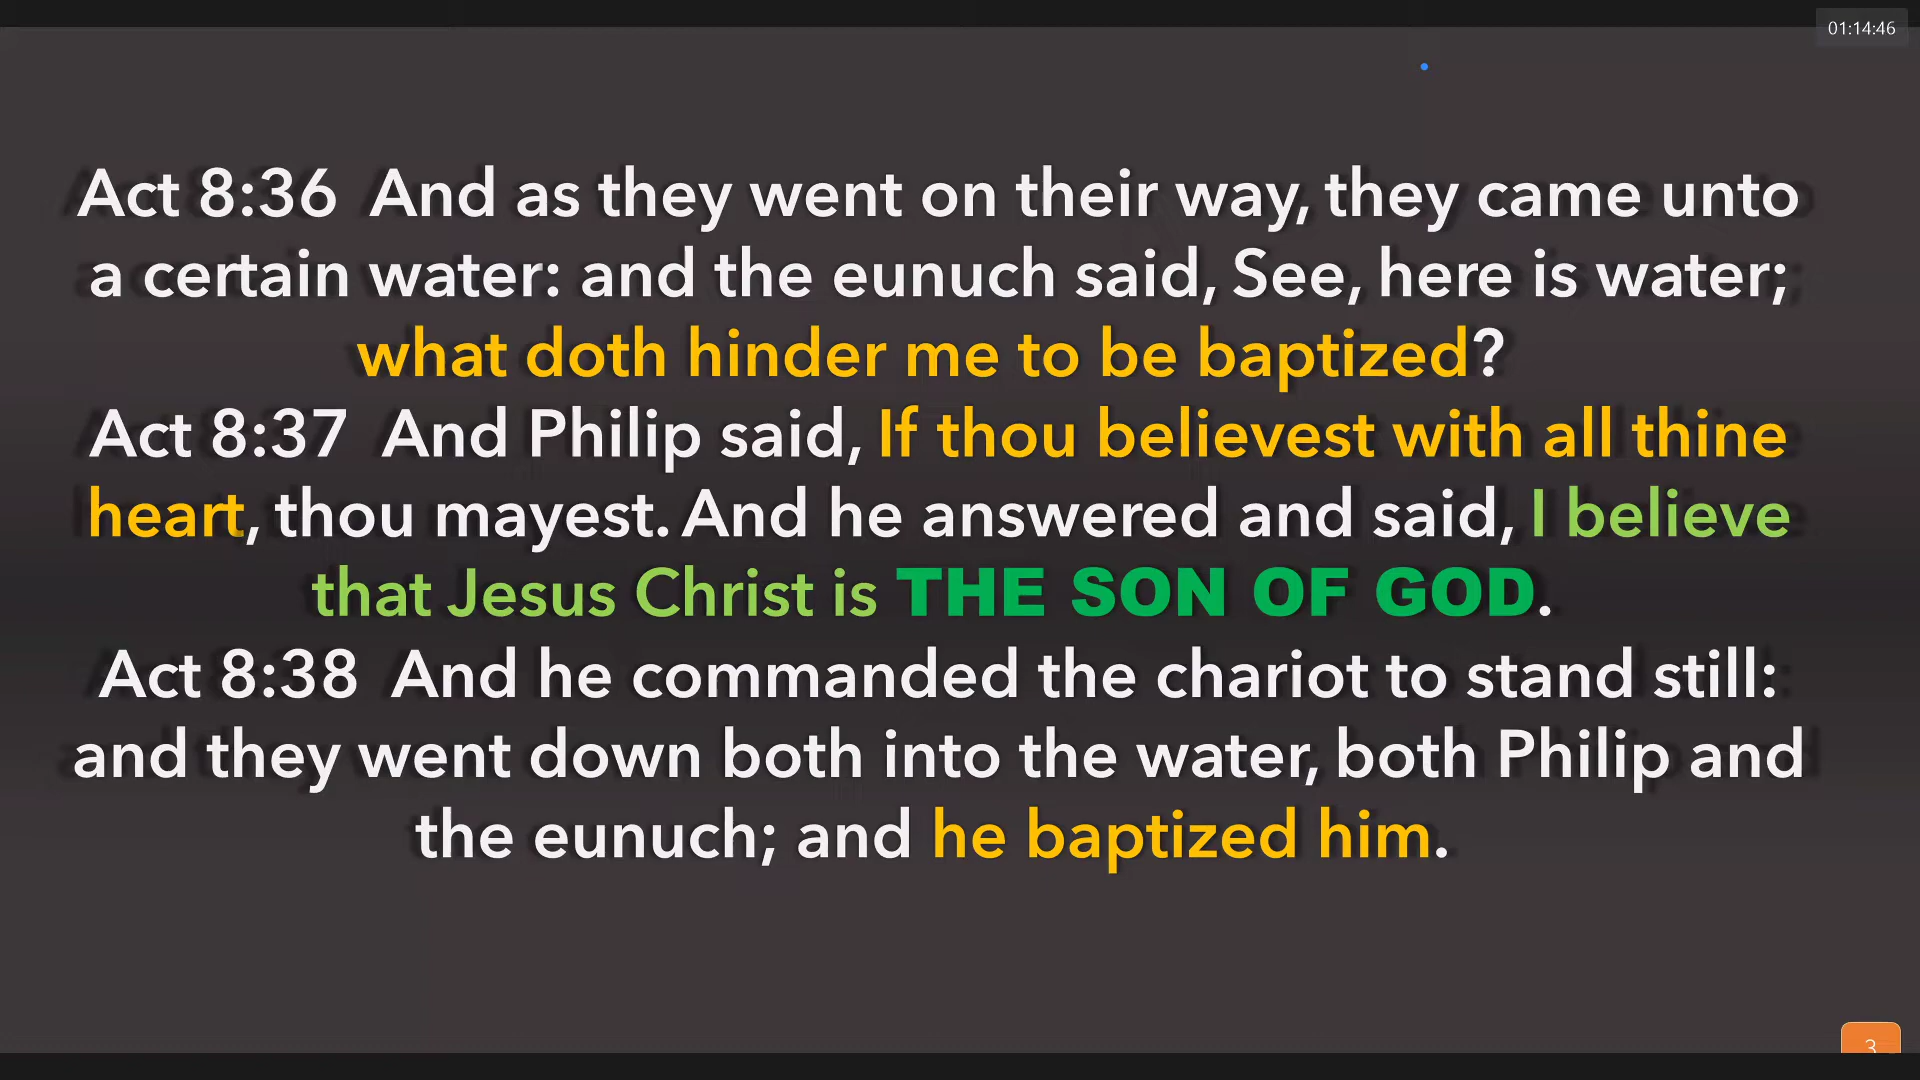 01:14:46
Act 8:36 And as they went on their way, they came unto
a certain water: and the eunuch said, See, here is water;
what doth hinder me to be baptized?
Act 8:37 And Philip said, If thou believest with all thine
heart, thou mayest. And he answered and said, I believe
that Jesus Christ is THE SON OF GOD.
Act 8:38 And he commanded the chariot to stand still:
and they went down both into the water, both Philip and
the eunuch; and he baptized him.
3